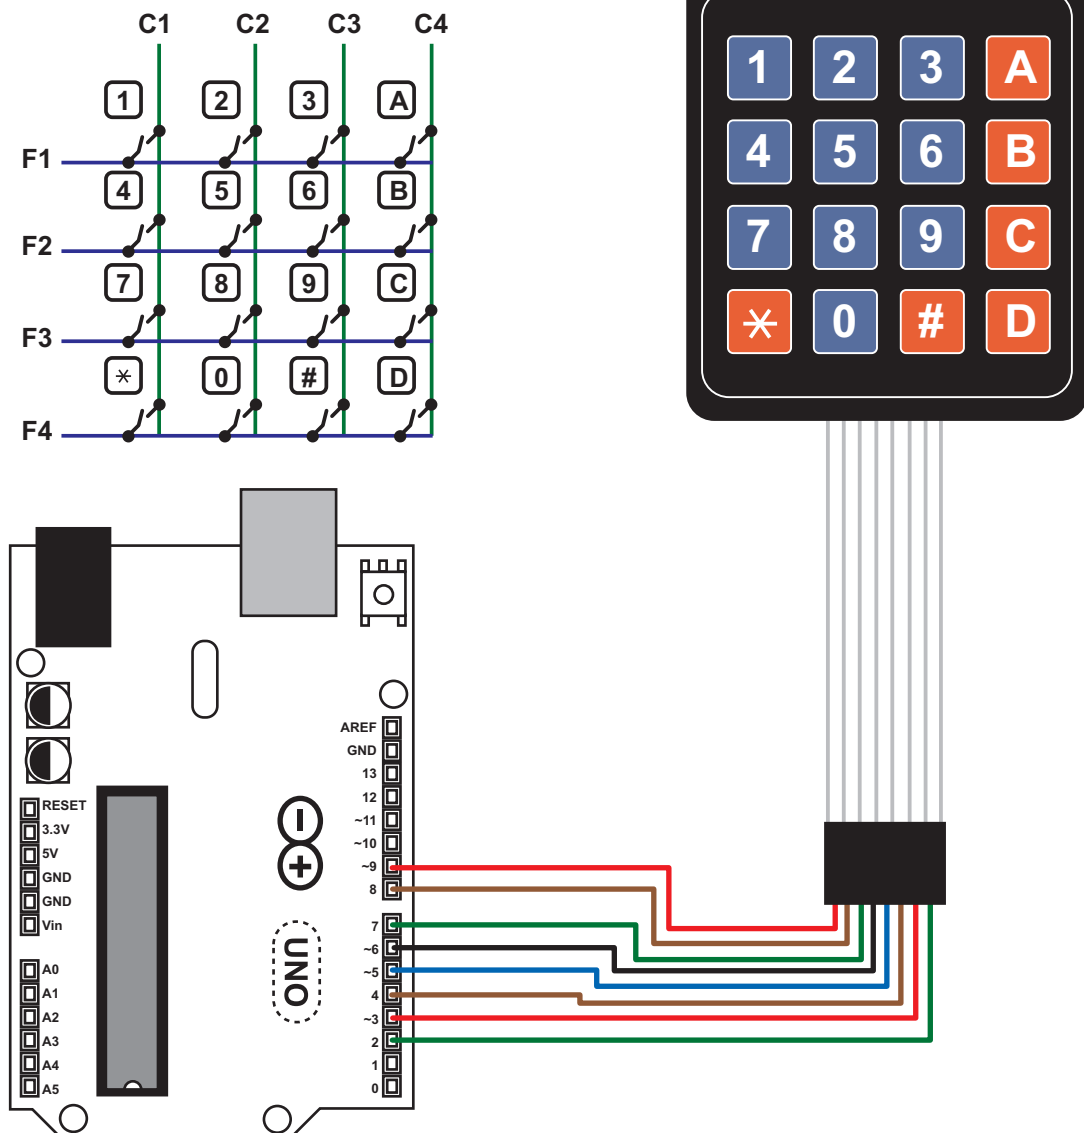 C1 C2 C3 C4
1 2 3 A
F1
4 5 6 B
F2
7 8 9 C
F3
* 0 # D
F4
1 2 3 A
4 5 6 B
7 8 9 C
* 0 # D
RESET
3.3V
5V
GND
GND
Vin
A0
A1
A2
A3
A4
A5
UNO
AREF
GND
13
12
~11
~10
~9
8
7
~6
~5
4
~3
2
1
0